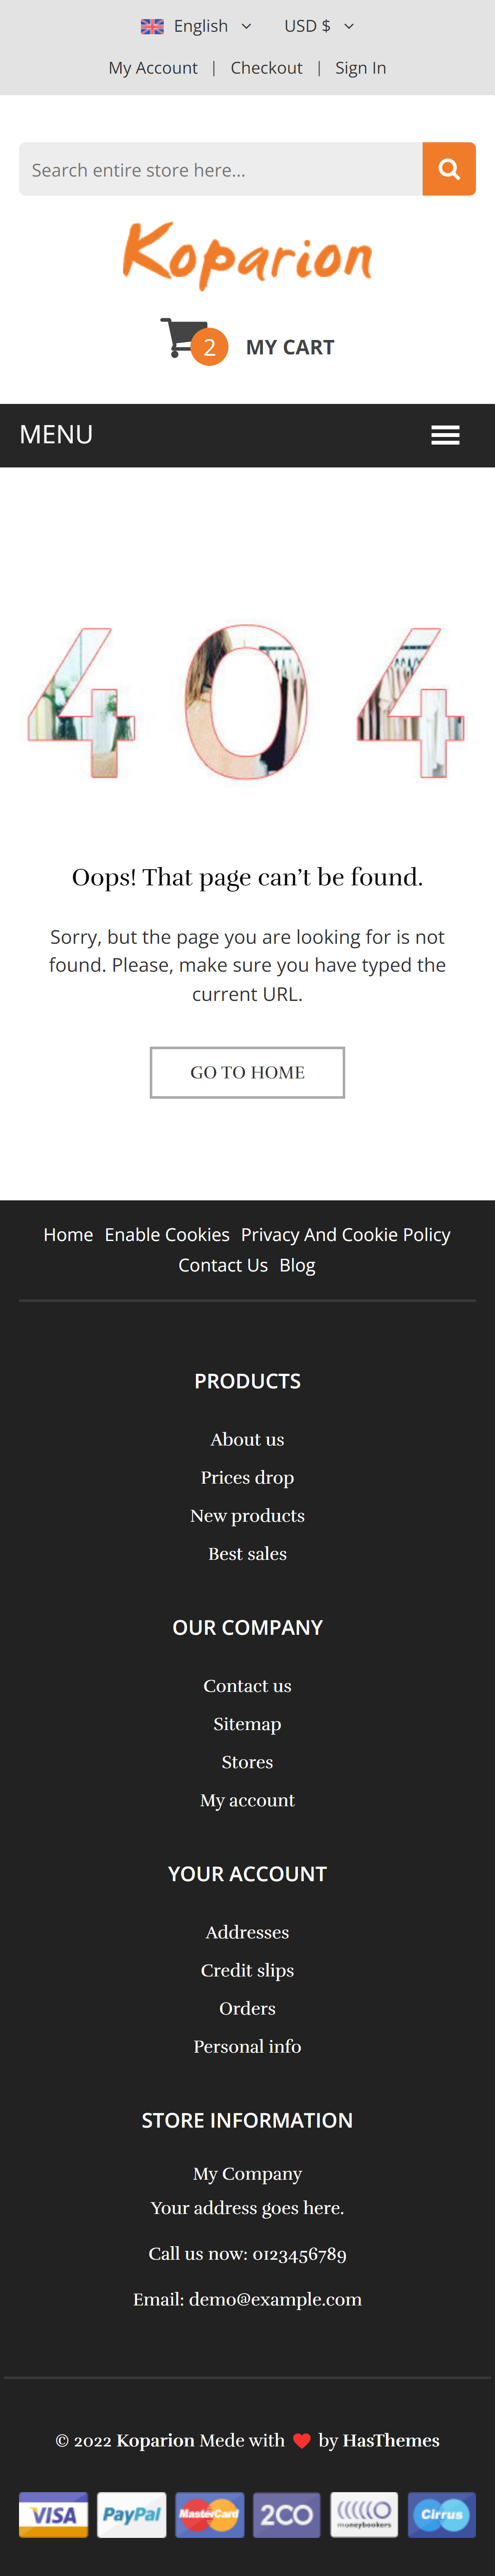 English USD $
My Account | Checkout | Sign In
Search entire store here...
Koparion
2 MY CART
MENU
404
Oops! That page can’t be found.
Sorry, but the page you are looking for is not
found. Please, make sure you have typed the
current URL.
GO TO HOME
Home Enable Cookies Privacy And Cookie Policy
Contact Us Blog
PRODUCTS
About us
Prices drop
New products
Best sales
OUR COMPANY
Contact us
Sitemap
Stores
My account
YOUR ACCOUNT
Addresses
Credit slips
Orders
Personal info
STORE INFORMATION
My Company
Your address goes here.
Call us now: 0123456789
Email: demo@example.com
© 2022 Koparion Made with ❤ by HasThemes
VISA PayPal MasterCard 2CO moneybookers Cirrus